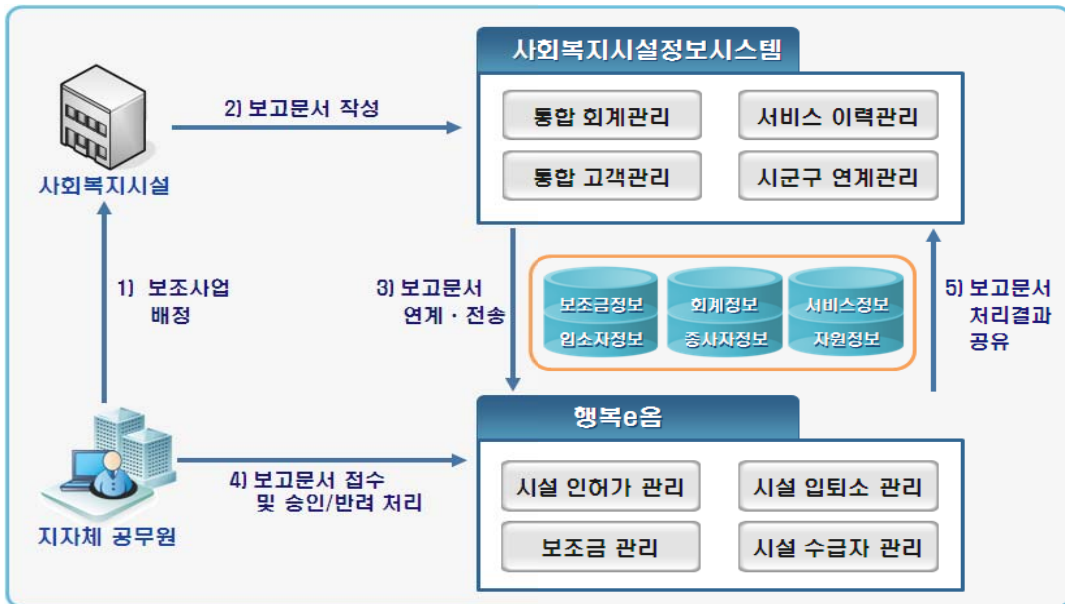 사회복지시설정보시스템
통합 회계관리
서비스 이력관리
통합 고객관리
시군구 연계관리
2) 보고문서 작성
사회복지시설
1) 보조사업
배정
3) 보고문서
연계 · 전송
보조금정보
입소자정보
회계정보
종사자정보
서비스정보
자원정보
5) 보고문서
처리결과
공유
행복e음
시설 인허가 관리
시설 입퇴소 관리
보조금 관리
시설 수급자 관리
4) 보고문서 접수
및 승인/반려 처리
지자체 공무원